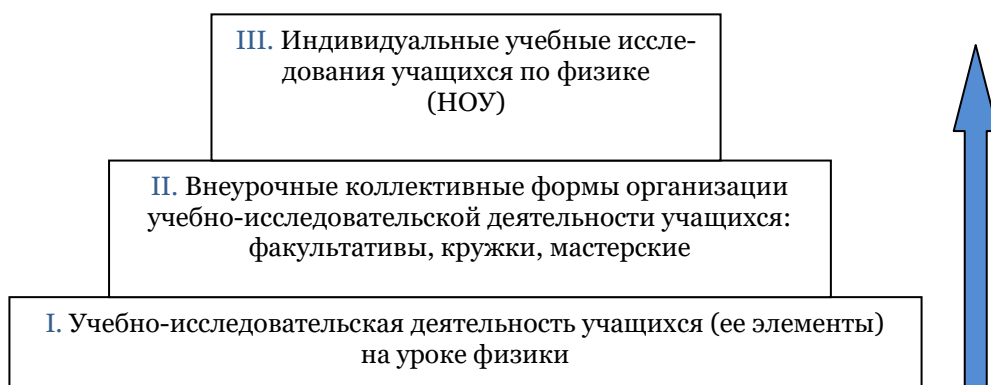 III. Индивидуальные учебные иссле-
дования учащихся по физике
(НОУ)
II. Внеурочные коллективные формы организации
учебно-исследовательской деятельности учащихся:
факультативы, кружки, мастерские
I. Учебно-исследовательская деятельность учащихся (ее элементы)
на уроке физики